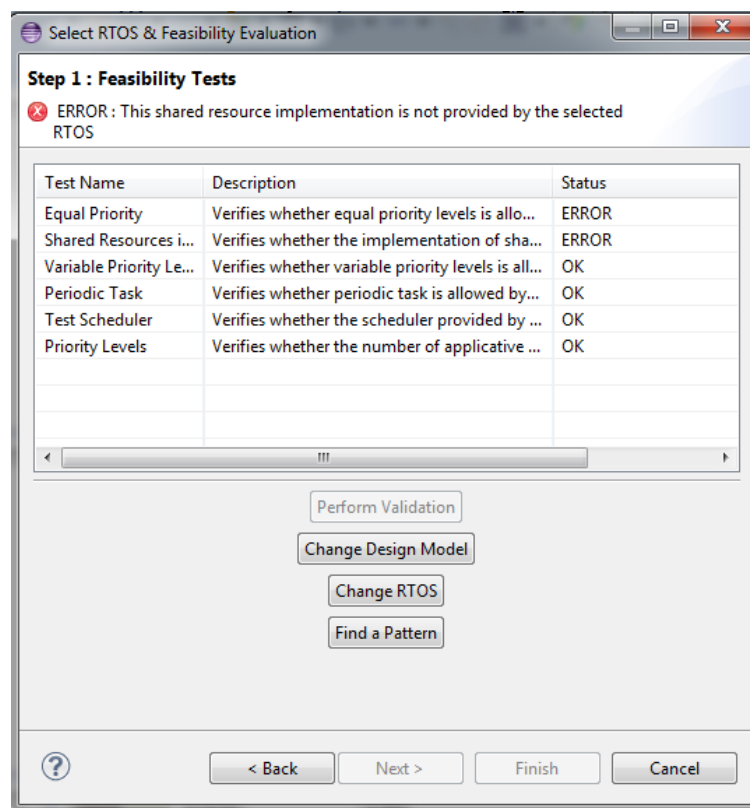 Select RTOS & Feasibility Evaluation
Step 1 : Feasibility Tests
ERROR : This shared resource implementation is not provided by the selected
RTOS
Test Name Description Status
Equal Priority Verifies whether equal priority levels is allo... ERROR
Shared Resources i... Verifies whether the implementation of sha... ERROR
Variable Priority Le... Verifies whether variable priority levels is all... OK
Periodic Task Verifies whether periodic task is allowed by... OK
Test Scheduler Verifies whether the scheduler provided by ... OK
Priority Levels Verifies whether the number of applicative ... OK
Perform Validation
Change Design Model
Change RTOS
Find a Pattern
? < Back Next > Finish Cancel